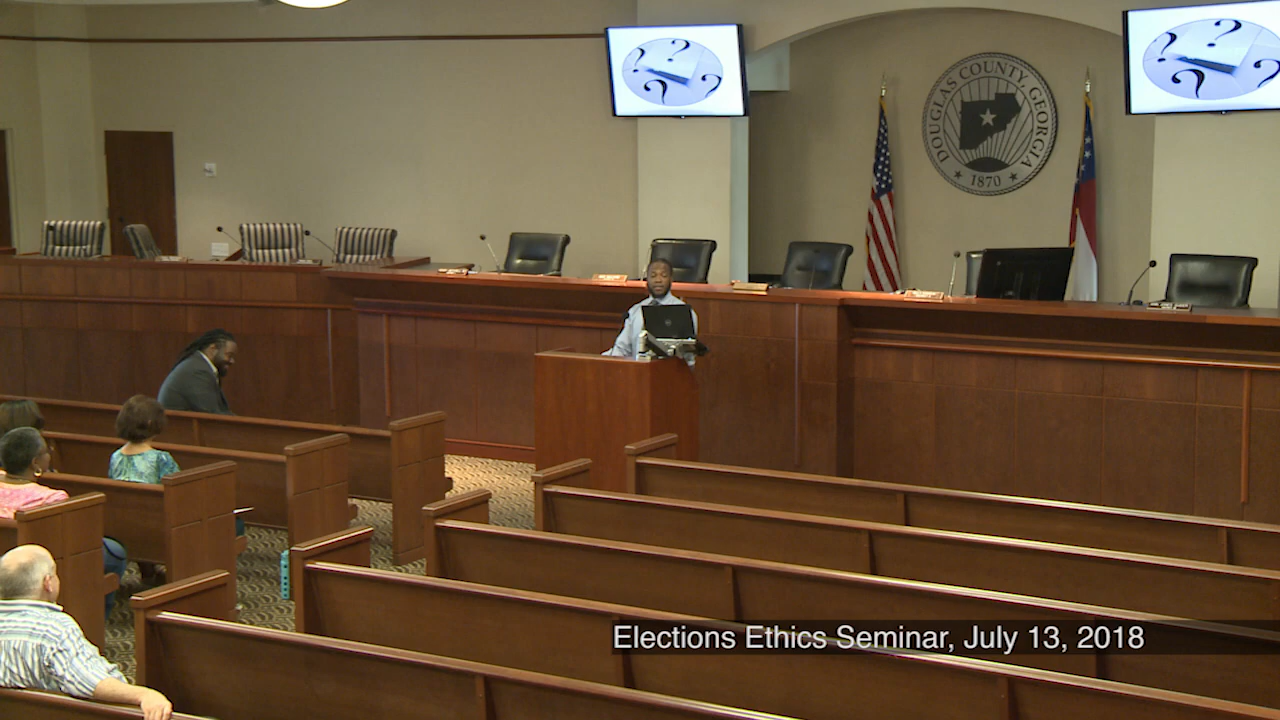 ?
?
?
?
?
?
?
?
DOUGLAS COUNTY, GEORGIA
★ 1870 ★
Elections Ethics Seminar, July 13, 2018